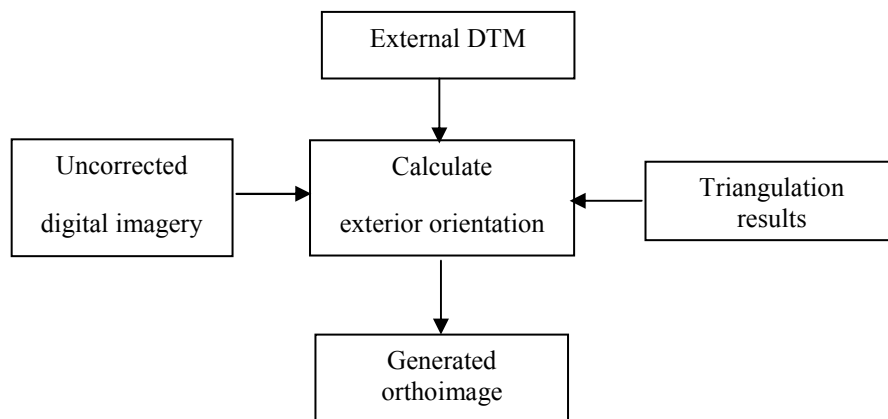 External DTM
Uncorrected
digital imagery
Calculate
exterior orientation
Triangulation
results
Generated
orthoimage